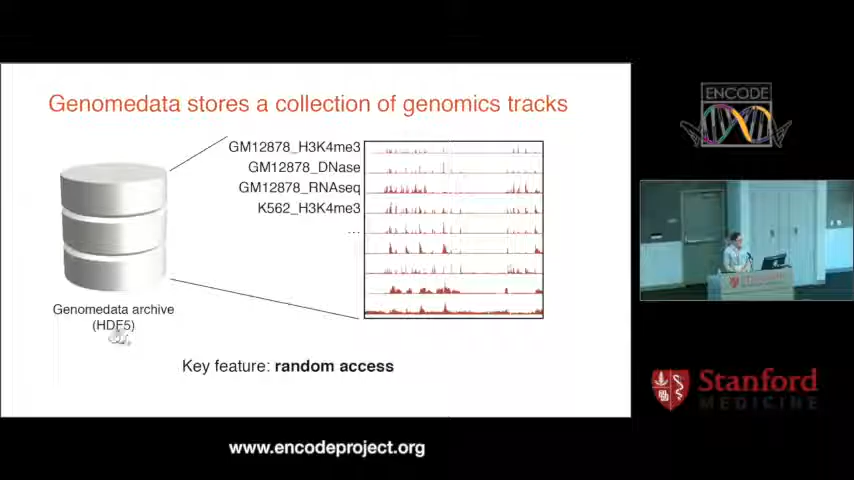 Genomedata stores a collection of genomics tracks
GM12878_H3K4me3
GM12878_DNase
GM12878_RNAseq
K562_H3K4me3
...
Genomedata archive
(HDF5)
Key feature: random access
ENCODE
Stanford
MEDICINE
www.encodeproject.org